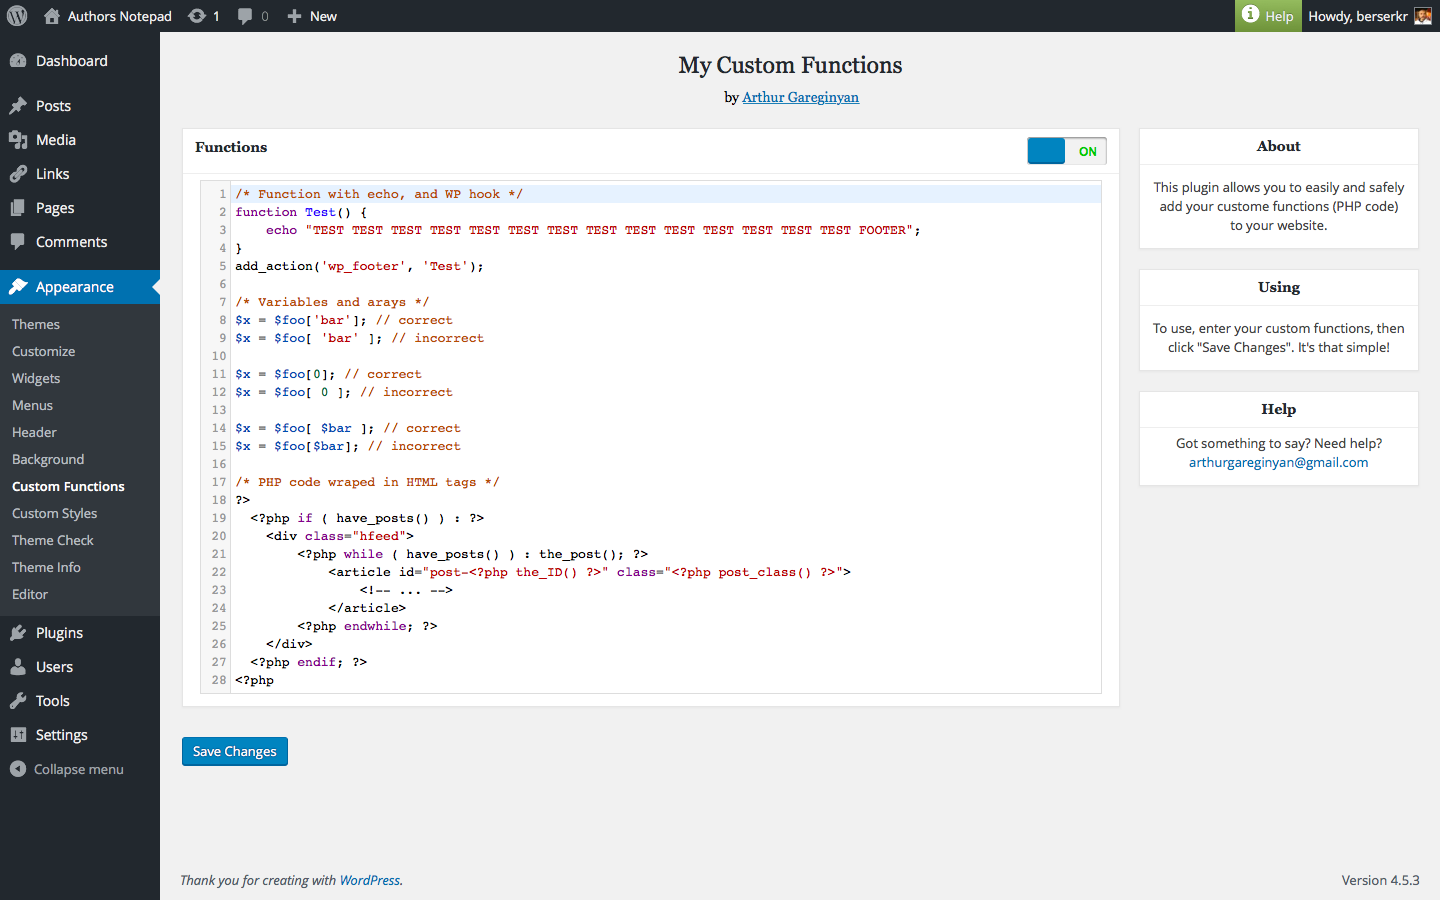 Authors Notepad 1 0 New Help Howdy, berserkr
Dashboard
Posts
Media
Links
Pages
Comments
Appearance
Themes
Customize
Widgets
Menus
Header
Background
Custom Functions
Custom Styles
Theme Check
Theme Info
Editor
Plugins
Users
Tools
Settings
Collapse menu
My Custom Functions
by Arthur Gareginyan
Functions
ON
1 /* Function with echo, and WP hook */
2 function Test() {
3     echo "TEST TEST TEST TEST TEST TEST TEST TEST TEST TEST TEST TEST TEST TEST FOOTER";
4 }
5 add_action('wp_footer', 'Test');
6
7 /* Variables and arays */
8 $x = $foo['bar']; // correct
9 $x = $foo[ 'bar' ]; // incorrect
10
11 $x = $foo[0]; // correct
12 $x = $foo[ 0 ]; // incorrect
13
14 $x = $foo[ $bar ]; // correct
15 $x = $foo[$bar]; // incorrect
16
17 /* PHP code wraped in HTML tags */
18 ?>
19   <?php if ( have_posts() ) : ?>
20     <div class="hfeed">
21         <?php while ( have_posts() ) : the_post(); ?>
22             <article id="post-<?php the_ID() ?>" class="<?php post_class() ?>">
23                 <!-- ... -->
24             </article>
25         <?php endwhile; ?>
26     </div>
27   <?php endif; ?>
28 <?php
Save Changes
About
This plugin allows you to easily and safely
add your custome functions (PHP code)
to your website.
Using
To use, enter your custom functions, then
click "Save Changes". It's that simple!
Help
Got something to say? Need help?
arthurgareginyan@gmail.com
Thank you for creating with WordPress.
Version 4.5.3